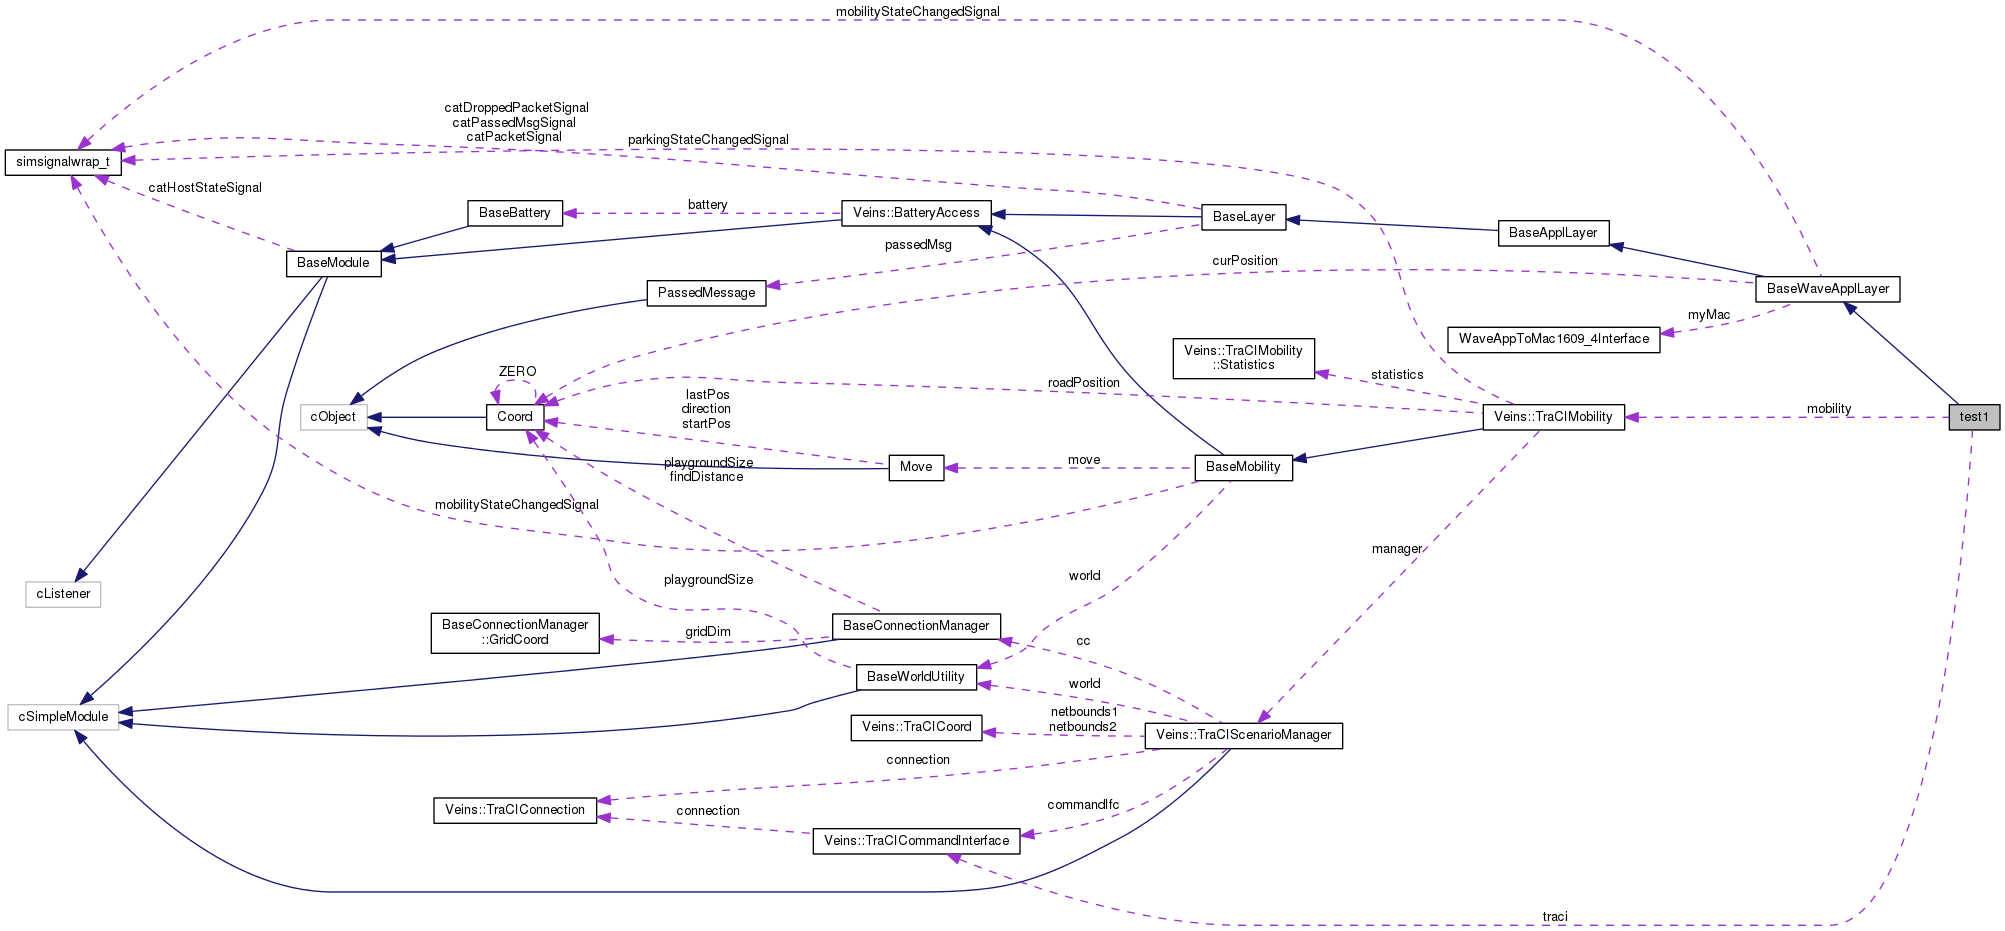 mobilityStateChangedSignal
catDroppedPacketSignal
catPassedMsgSignal
catPacketSignal
parkingStateChangedSignal
simsignalwrap_t
catHostStateSignal
BaseBattery
battery
Veins::BatteryAccess
BaseLayer
BaseApplLayer
passedMsg
BaseModule
curPosition
PassedMessage
BaseWaveApplLayer
myMac
WaveAppToMac1609_4Interface
Veins::TraCIMobility
::Statistics
ZERO
statistics
roadPosition
lastPos
direction
startPos
cObject
Coord
Veins::TraCIMobility
mobility
test1
playgroundSize
findDistance
Move
move
BaseMobility
mobilityStateChangedSignal
manager
world
playgroundSize
cListener
BaseConnectionManager
::GridCoord
gridDim
BaseConnectionManager
cc
BaseWorldUtility
world
cSimpleModule
netbounds1
netbounds2
Veins::TraCICoord
Veins::TraCIScenarioManager
connection
Veins::TraCIConnection
connection
commandIfc
Veins::TraCICommandInterface
traci